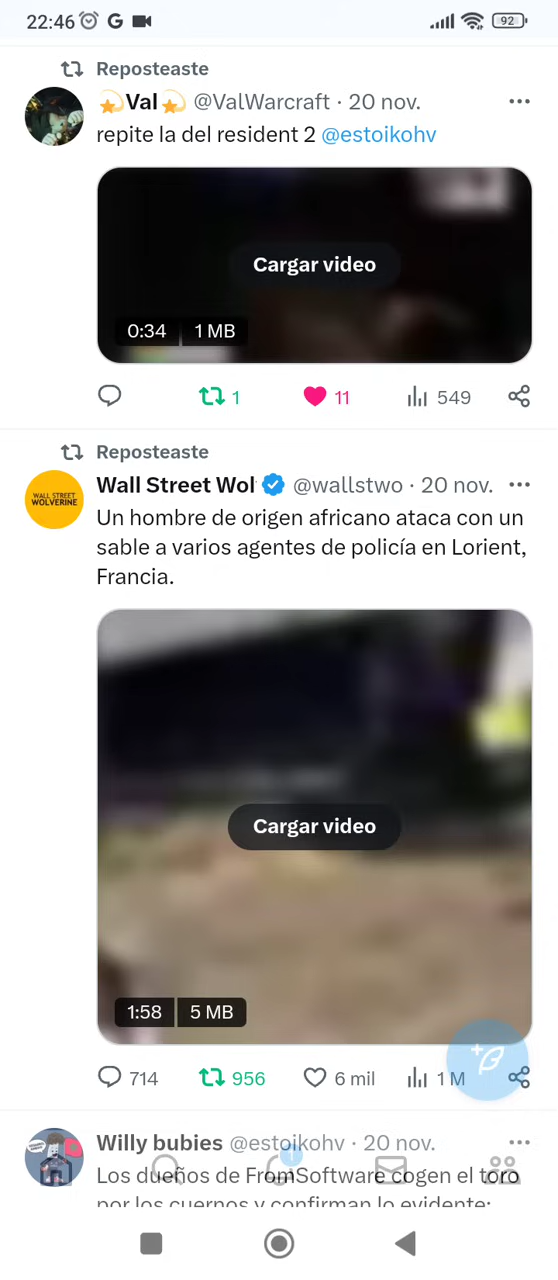 22:46 G 92
Reposteaste
💫Val💫 @ValWarcraft · 20 nov.
repite la del resident 2 @estoikohv
Cargar video
0:34 1 MB
1 11 549
Reposteaste
WALL STREET
WOLVERINE
Wall Street Wol @wallstwo · 20 nov.
Un hombre de origen africano ataca con un
sable a varios agentes de policía en Lorient,
Francia.
Cargar video
1:58 5 MB
714 956 6 mil 1 M
Willy bubies @estoikohv · 20 nov.
1
Los dueños de FromSoftware cogen el toro
por los cuernos y confirman lo evidente: